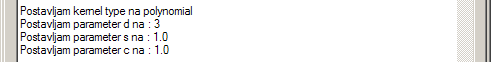 Postavljam kernel type na polynomial
Postavljam parameter d na : 3
Postavljam parameter s na : 1.0
Postavljam parameter c na : 1.0